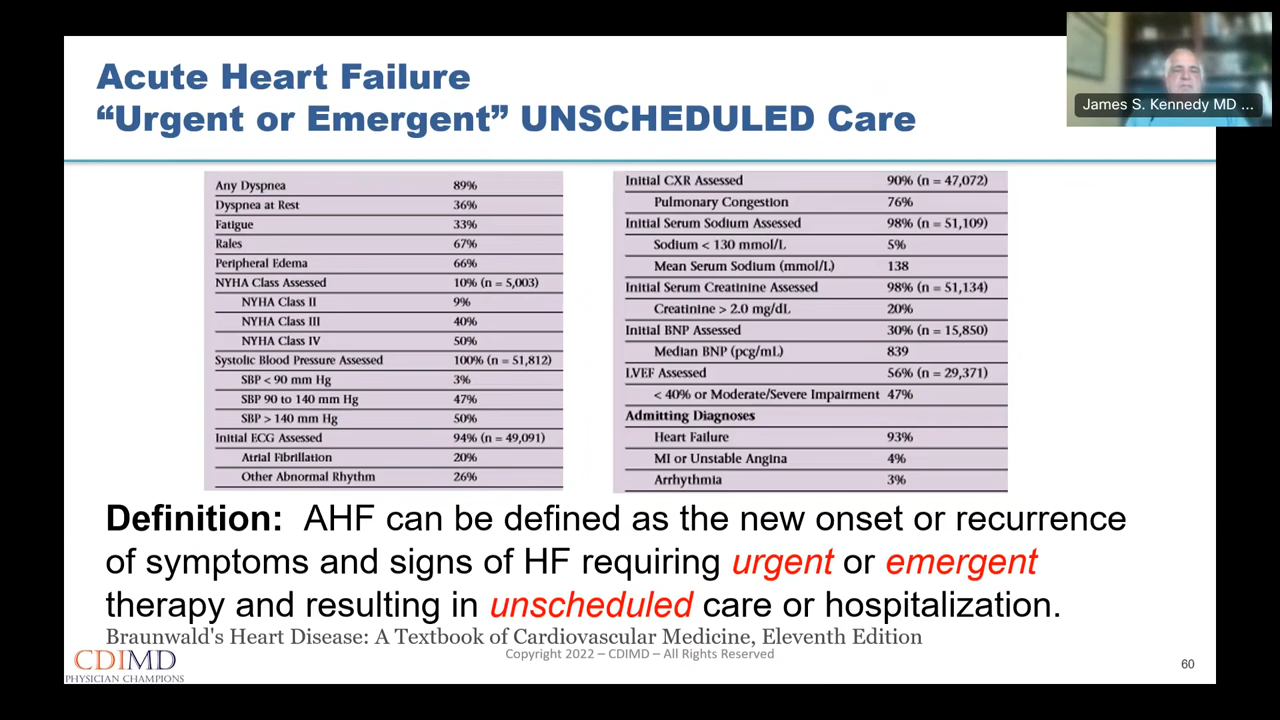 Acute Heart Failure
“Urgent or Emergent” UNSCHEDULED Care
James S. Kennedy MD ...
Any Dyspnea 89%
Dyspnea at Rest 36%
Fatigue 33%
Rales 67%
Peripheral Edema 66%
NYHA Class Assessed 10% (n = 5,003)
NYHA Class II 9%
NYHA Class III 40%
NYHA Class IV 50%
Systolic Blood Pressure Assessed 100% (n = 51,812)
SBP < 90 mm Hg 3%
SBP 90 to 140 mm Hg 47%
SBP > 140 mm Hg 50%
Initial ECG Assessed 94% (n = 49,091)
Atrial Fibrillation 20%
Other Abnormal Rhythm 26%
Initial CXR Assessed 90% (n = 47,072)
Pulmonary Congestion 76%
Initial Serum Sodium Assessed 98% (n = 51,109)
Sodium < 130 mmol/L 5%
Mean Serum Sodium (mmol/L) 138
Initial Serum Creatinine Assessed 98% (n = 51,134)
Creatinine > 2.0 mg/dL 20%
Initial BNP Assessed 30% (n = 15,850)
Median BNP (pcg/mL) 839
LVEF Assessed 56% (n = 29,371)
< 40% or Moderate/Severe Impairment 47%
Admitting Diagnoses
Heart Failure 93%
MI or Unstable Angina 4%
Arrhythmia 3%
Definition: AHF can be defined as the new onset or recurrence
of symptoms and signs of HF requiring urgent or emergent
therapy and resulting in unscheduled care or hospitalization.
Braunwald's Heart Disease: A Textbook of Cardiovascular Medicine, Eleventh Edition
Copyright 2022 – CDIMD – All Rights Reserved
CDIMD
PHYSICIAN CHAMPIONS
60